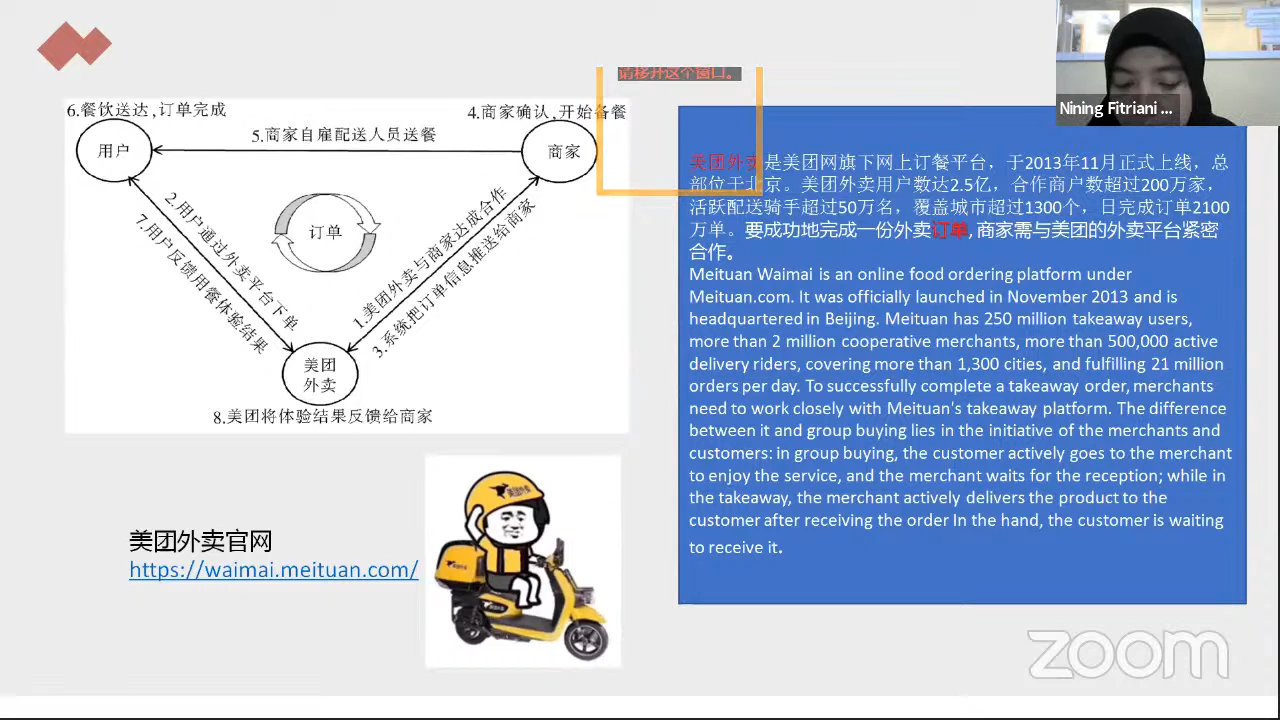 请移开这个窗口。
Nining Fitriani ...
6.餐饮送达,订单完成
4.商家确认,开始备餐
5.商家自雇配送人员送餐
用户
商家
2.用户通过外卖平台下单
7.用户反馈用餐体验结果
订单
1.美团外卖与商家达成合作
3.系统把订单信息推送给商家
美团
外卖
8.美团将体验结果反馈给商家
美团外卖是美团网旗下网上订餐平台，于2013年11月正式上线，总
部位于北京。美团外卖用户数达2.5亿，合作商户数超过200万家，
活跃配送骑手超过50万名，覆盖城市超过1300个，日完成订单2100
万单。要成功地完成一份外卖订单, 商家需与美团的外卖平台紧密
合作。
Meituan Waimai is an online food ordering platform under
Meituan.com. It was officially launched in November 2013 and is
headquartered in Beijing. Meituan has 250 million takeaway users,
more than 2 million cooperative merchants, more than 500,000 active
delivery riders, covering more than 1,300 cities, and fulfilling 21 million
orders per day. To successfully complete a takeaway order, merchants
need to work closely with Meituan's takeaway platform. The difference
between it and group buying lies in the initiative of the merchants and
customers: in group buying, the customer actively goes to the merchant
to enjoy the service, and the merchant waits for the reception; while in
the takeaway, the merchant actively delivers the product to the
customer after receiving the order In the hand, the customer is waiting
to receive it.
美团外卖官网
https://waimai.meituan.com/
美团外卖
zoom